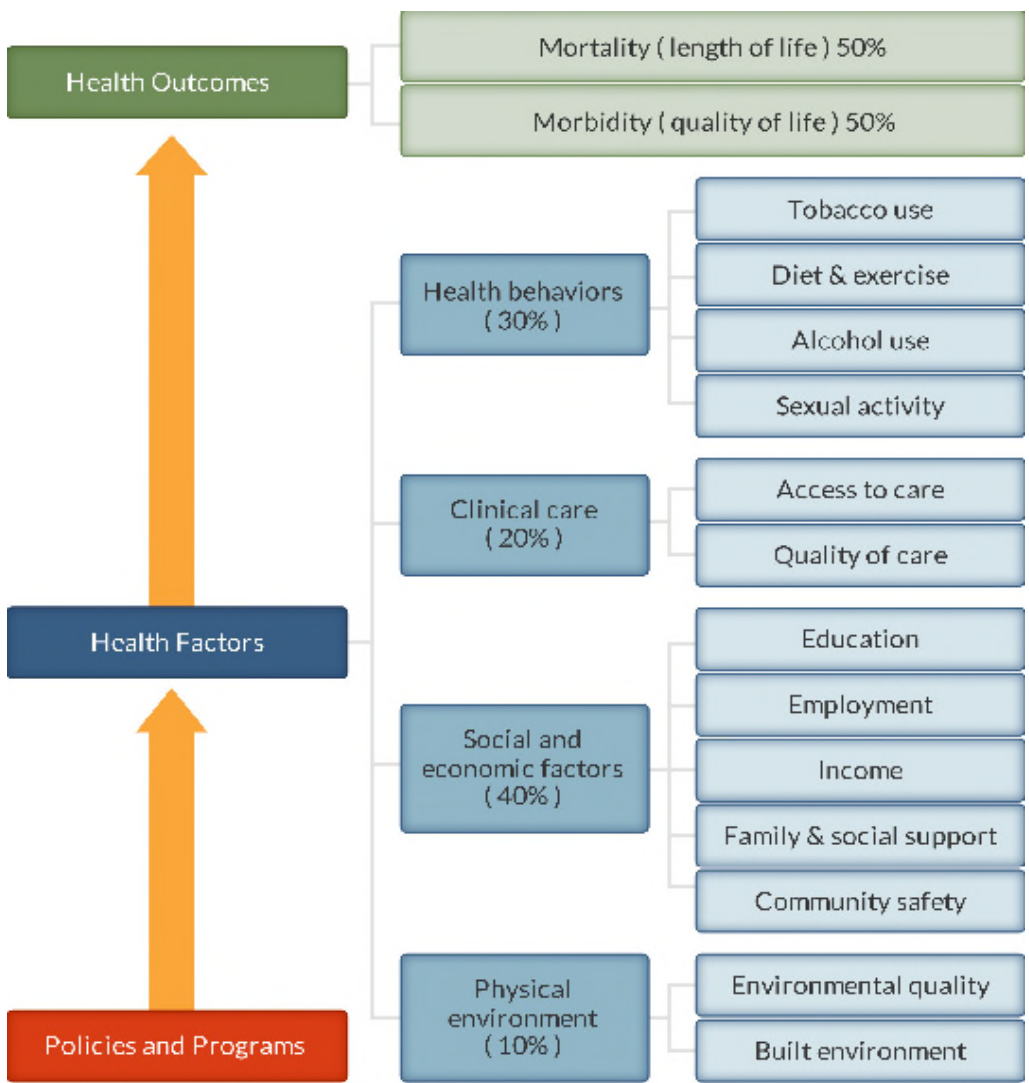 Health Outcomes
Mortality ( length of life ) 50%
Morbidity ( quality of life ) 50%
Health Factors
Health behaviors
( 30% )
Tobacco use
Diet & exercise
Alcohol use
Sexual activity
Clinical care
( 20% )
Access to care
Quality of care
Social and
economic factors
( 40% )
Education
Employment
Income
Family & social support
Community safety
Physical
environment
( 10% )
Environmental quality
Built environment
Policies and Programs